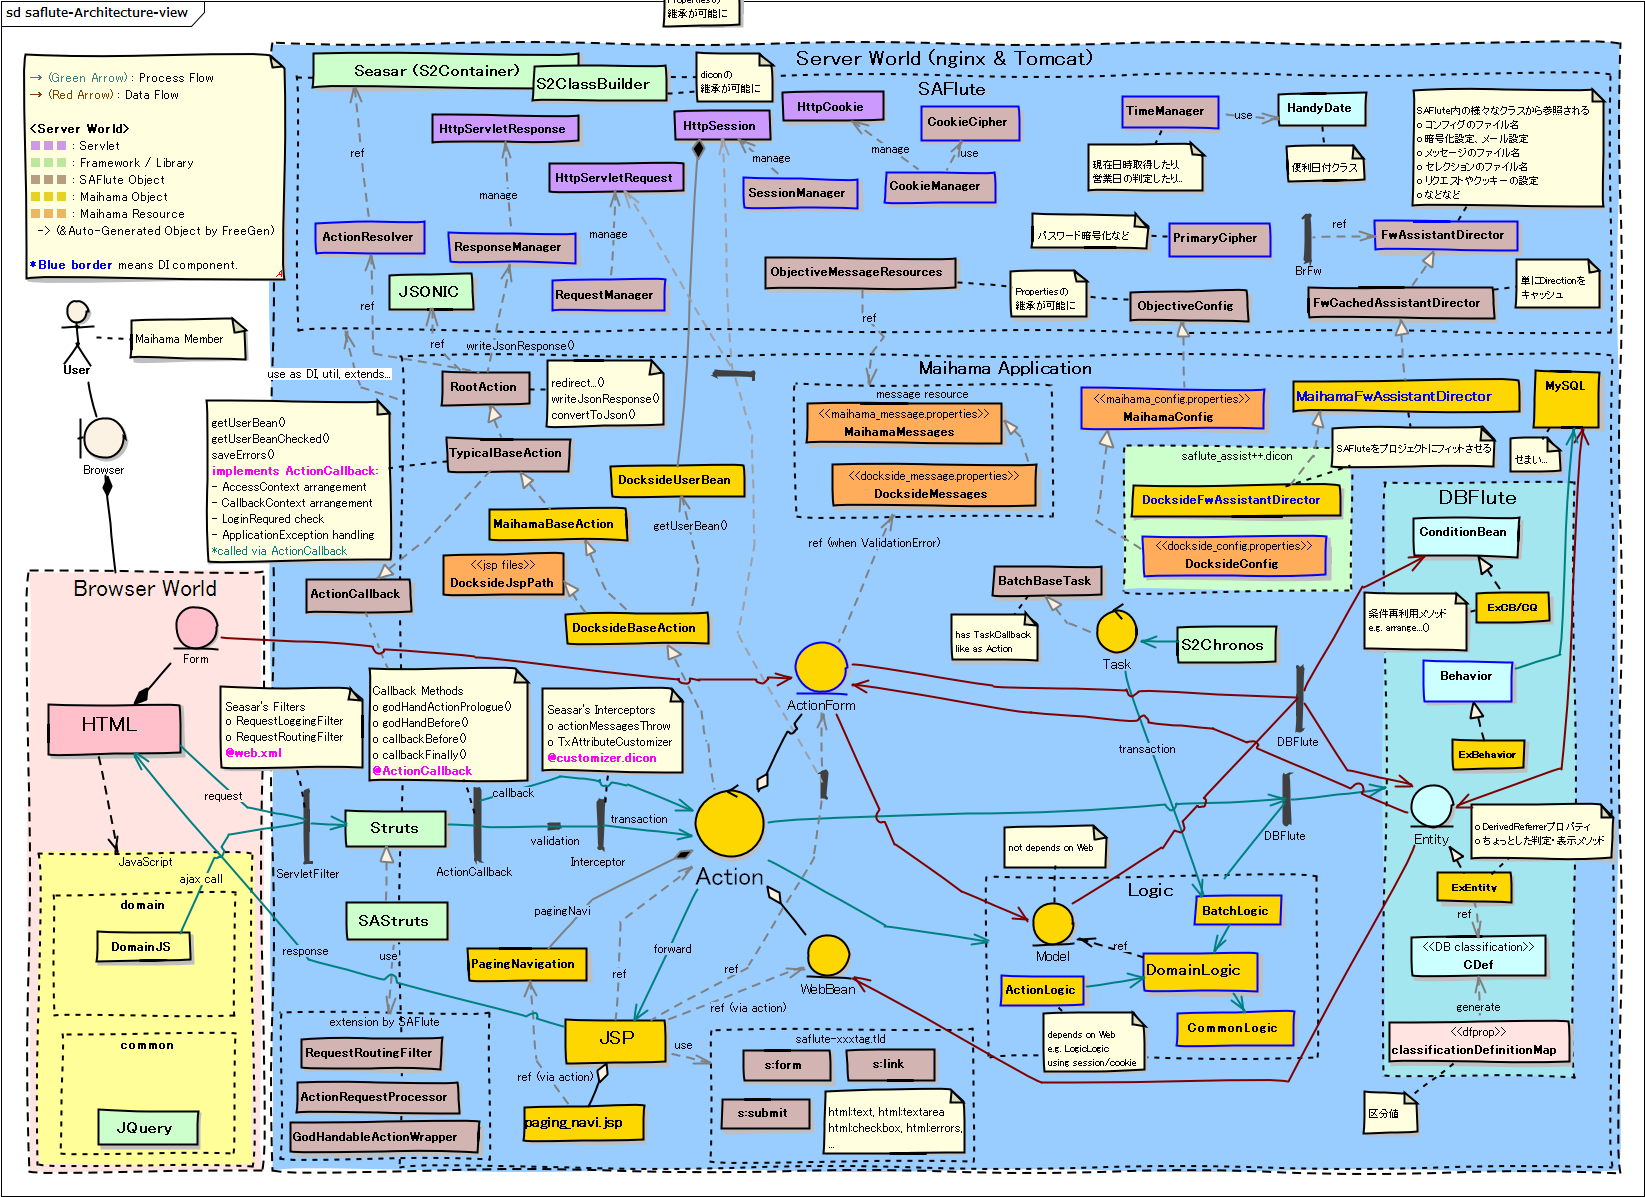 sd saflute-Architecture-view
Propertiesの
継承が可能に
→ (Green Arrow) : Process Flow
→ (Red Arrow) : Data Flow
<Server World>
: Servlet
: Framework / Library
: SAFlute Object
: Maihama Object
: Maihama Resource
-> (&Auto-Generated Object by FreeGen)
*Blue border means DI component.
Maihama Member
User
Browser
Server World (nginx & Tomcat)
SAFlute
Seasar (S2Container)
S2ClassBuilder
diconの
継承が可能に
HttpServletResponse
HttpSession
HttpCookie
CookieCipher
TimeManager
use
HandyDate
SAFlute内の様々なクラスから参照される
o コンフィグのファイル名
o 暗号化設定、メール設定
o メッセージのファイル名
o セレクションのファイル名
o リクエストやクッキーの設定
o などなど
ref
manage
manage
manage
use
HttpServletRequest
SessionManager
CookieManager
現在日時取得したり
営業日の判定したり...
便利日付クラス
ActionResolver
ResponseManager
manage
RequestManager
JSONIC
ObjectiveMessageResources
パスワード暗号化など
PrimaryCipher
ref
BrFw
FwAssistantDirector
Propertiesの
継承が可能に
ObjectiveConfig
FwCachedAssistantDirector
単にDirectionを
キャッシュ
ref
ref
ref
writeJsonResponse()
use as DI, util, extends...
Maihama Application
RootAction
redirect...()
writeJsonResponse()
convertToJson()
message resource
<<maihama_message.properties>>
MaihamaMessages
<<dockside_message.properties>>
DocksideMessages
<<maihama_config.properties>>
MaihamaConfig
MaihamaFwAssistantDirector
MySQL
SAFluteをプロジェクトにフィットさせる
せまい...
saflute_assist++.dicon
DocksideFwAssistantDirector
<<dockside_config.properties>>
DocksideConfig
getUserBean()
getUserBeanChecked()
saveErrors()
implements ActionCallback:
- AccessContext arrangement
- CallbackContext arrangement
- LoginRequred check
- ApplicationException handling
*called via ActionCallback
TypicalBaseAction
DocksideUserBean
MaihamaBaseAction
getUserBean()
ref (when ValidationError)
<<jsp files>>
DocksideJspPath
ActionCallback
DocksideBaseAction
BatchBaseTask
has TaskCallback
like as Action
Task
S2Chronos
DBFlute
ConditionBean
条件再利用メソッド
e.g. arrange...()
ExCB/CQ
Behavior
ExBehavior
Browser World
Form
HTML
Seasar's Filters
o RequestLoggingFilter
o RequestRoutingFilter
@web.xml
Callback Methods
o godHandActionPrologue()
o godHandBefore()
o callbackBefore()
o callbackFinally()
@ActionCallback
Seasar's Interceptors
o actionMessagesThrow
o TxAttributeCustomizer
@customizer.dicon
ActionForm
DBFlute
transaction
request
callback
transaction
validation
Struts
ServletFilter
ActionCallback
Interceptor
Action
DBFlute
Entity
o DerivedReferrerプロパティ
o ちょっとした判定・表示メソッド
ExEntity
ref
<<DB classification>>
CDef
generate
<<dfprop>>
classificationDefinitionMap
区分値
JavaScript
ajax call
domain
DomainJS
common
JQuery
response
SAStruts
use
extension by SAFlute
RequestRoutingFilter
ActionRequestProcessor
GodHandableActionWrapper
pagingNavi
PagingNavigation
ref
forward
ref
ref (via action)
WebBean
JSP
use
ref (via action)
paging_navi.jsp
saflute-xxxtag.tld
s:form
s:link
s:submit
html:text, html:textarea
html:checkbox, html:errors,
...
not depends on Web
Logic
Model
ref
BatchLogic
DomainLogic
ActionLogic
CommonLogic
depends on Web
e.g. LogicLogic
using session/cookie